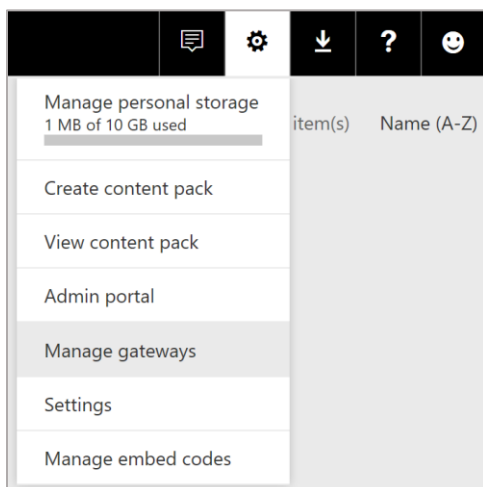 ?
Manage personal storage
1 MB of 10 GB used
item(s) Name (A-Z)
Create content pack
View content pack
Admin portal
Manage gateways
Settings
Manage embed codes